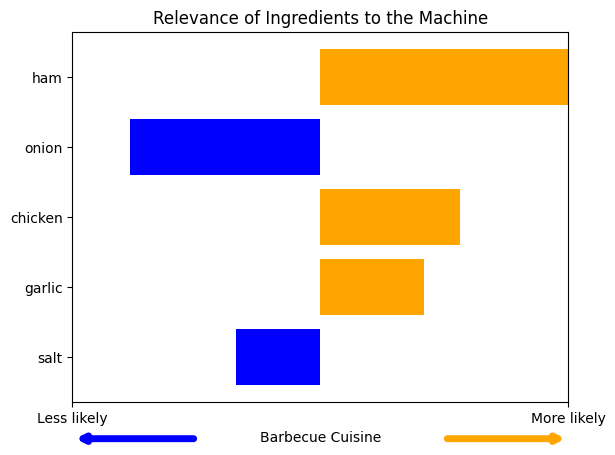 Relevance of Ingredients to the Machine
ham
onion
chicken
garlic
salt
Less likely
More likely
Barbecue Cuisine